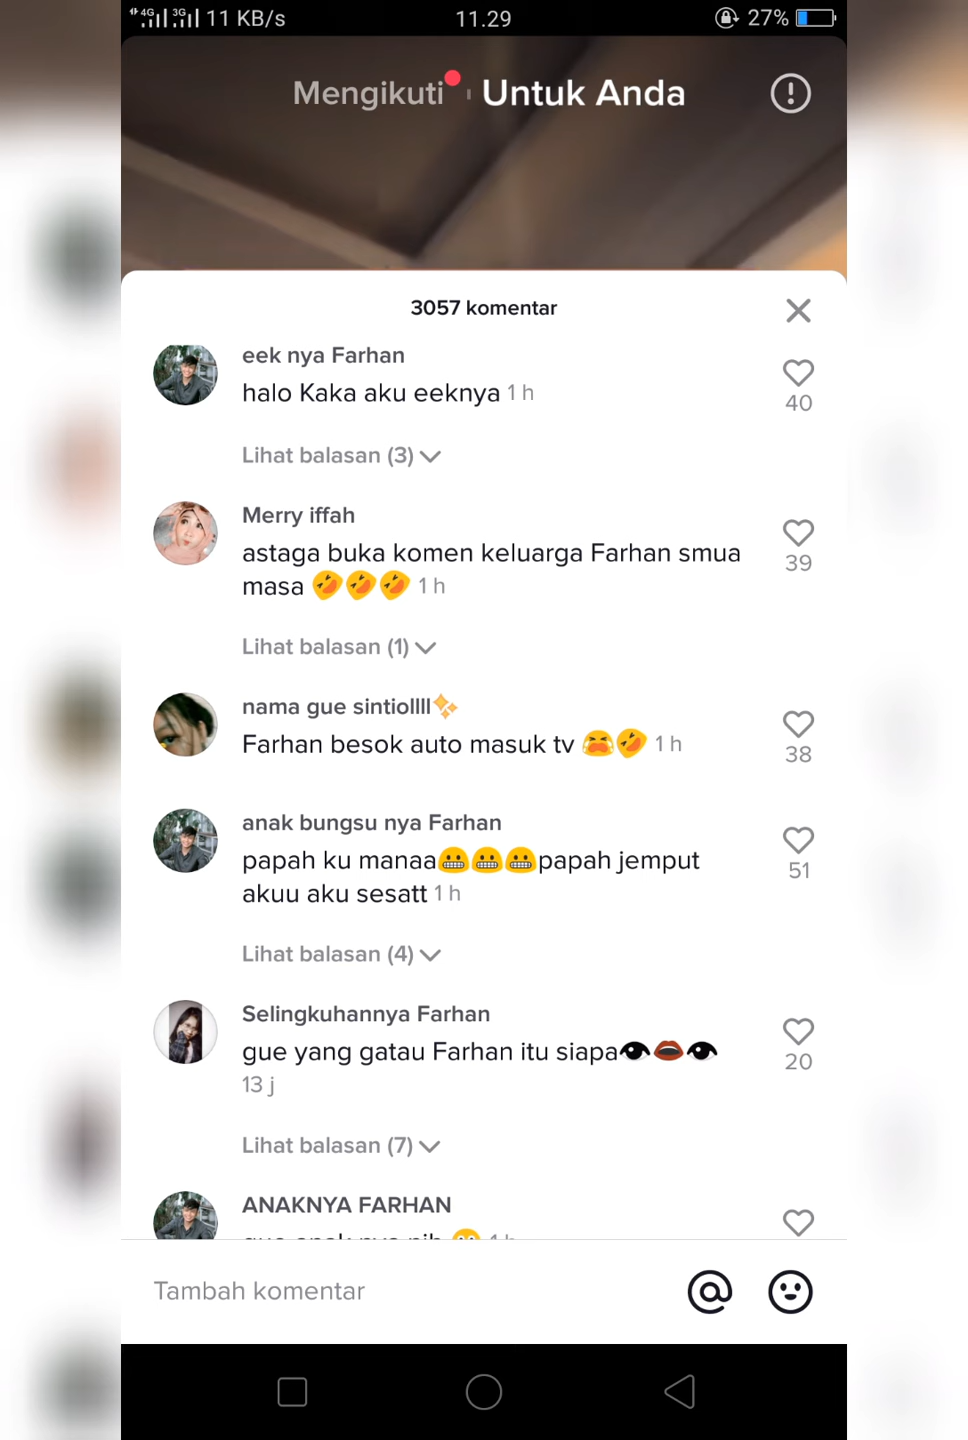 4G 3G 11 KB/s 11.29 27%
Mengikuti Untuk Anda
3057 komentar
eek nya Farhan
halo Kaka aku eeknya 1 h
40
Lihat balasan (3)
Merry iffah
astaga buka komen keluarga Farhan smua
masa 🤣🤣🤣 1 h
39
Lihat balasan (1)
nama gue sintiollll✨
Farhan besok auto masuk tv 😭🤣 1 h
38
anak bungsu nya Farhan
papah ku manaa😬😬😬papah jemput
akuu aku sesatt 1 h
51
Lihat balasan (4)
Selingkuhannya Farhan
gue yang gatau Farhan itu siapa👁👄👁
13 j
20
Lihat balasan (7)
ANAKNYA FARHAN
Tambah komentar